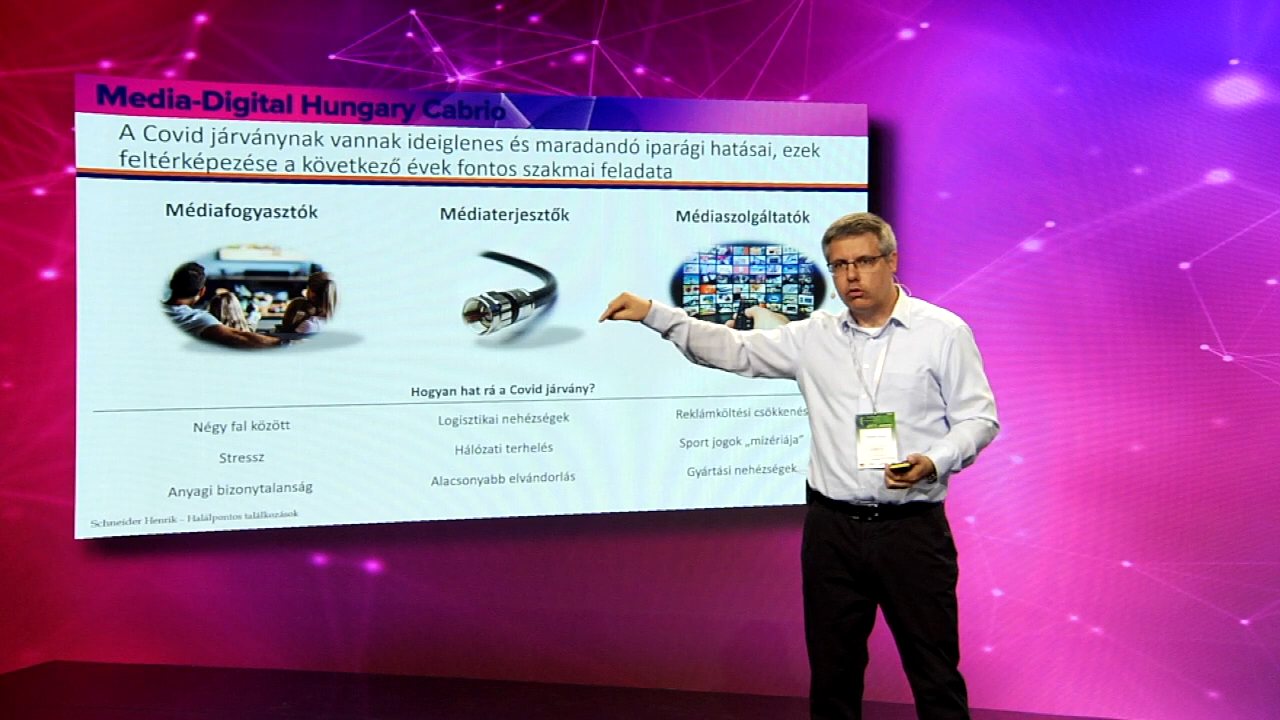 Media-Digital Hungary Cabrio
A Covid járványnak vannak ideiglenes és maradandó iparági hatásai, ezek
feltérképezése a következő évek fontos szakmai feladata
Médiafogyasztók
Médiaterjesztők
Médiaszolgáltatók
Hogyan hat rá a Covid járvány?
Négy fal között
Stressz
Anyagi bizonytalanság
Logisztikai nehézségek
Hálózati terhelés
Alacsonyabb elvándorlás
Reklámköltési csökkenés
Sport jogok „mizériája”
Gyártási nehézségek
Schneider Henrik – Halálpontos találkozások